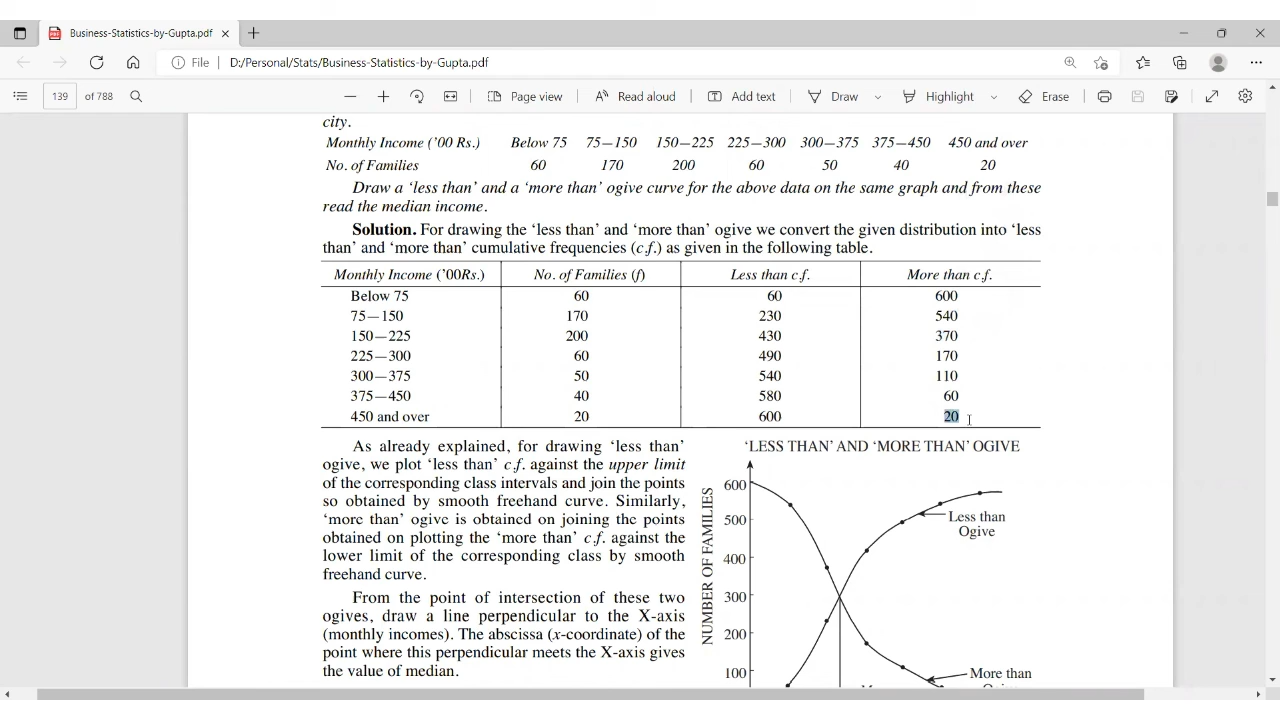 Business-Statistics-by-Gupta.pdf
File D:/Personal/Stats/Business-Statistics-by-Gupta.pdf
139 of 788 Page view Read aloud Add text Draw Highlight Erase
city.
Monthly Income ('00 Rs.) Below 75 75—150 150—225 225—300 300—375 375—450 450 and over
No. of Families 60 170 200 60 50 40 20
Draw a 'less than' and a 'more than' ogive curve for the above data on the same graph and from these
read the median income.
Solution. For drawing the 'less than' and 'more than' ogive we convert the given distribution into 'less
than' and 'more than' cumulative frequencies (c.f.) as given in the following table.
Monthly Income ('00Rs.) No. of Families (f) Less than c.f. More than c.f.
Below 75 60 60 600
75—150 170 230 540
150—225 200 430 370
225—300 60 490 170
300—375 50 540 110
375—450 40 580 60
450 and over 20 600 20
As already explained, for drawing 'less than'
ogive, we plot 'less than' c.f. against the upper limit
of the corresponding class intervals and join the points
so obtained by smooth freehand curve. Similarly,
'more than' ogive is obtained on joining the points
obtained on plotting the 'more than' c.f. against the
lower limit of the corresponding class by smooth
freehand curve.
From the point of intersection of these two
ogives, draw a line perpendicular to the X-axis
(monthly incomes). The abscissa (x-coordinate) of the
point where this perpendicular meets the X-axis gives
the value of median.
'LESS THAN' AND 'MORE THAN' OGIVE
NUMBER OF FAMILIES
600
500
400
300
200
100
Less than
Ogive
More than